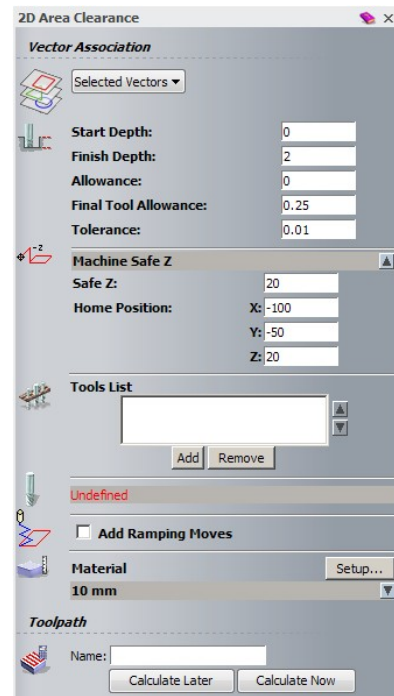 2D Area Clearance
Vector Association
Selected Vectors
Start Depth: 0
Finish Depth: 2
Allowance: 0
Final Tool Allowance: 0.25
Tolerance: 0.01
-z
Machine Safe Z
Safe Z: 20
Home Position: X: -100
Y: -50
Z: 20
Tools List
Add Remove
Undefined
Add Ramping Moves
Material Setup...
10 mm
Toolpath
Name:
Calculate Later Calculate Now